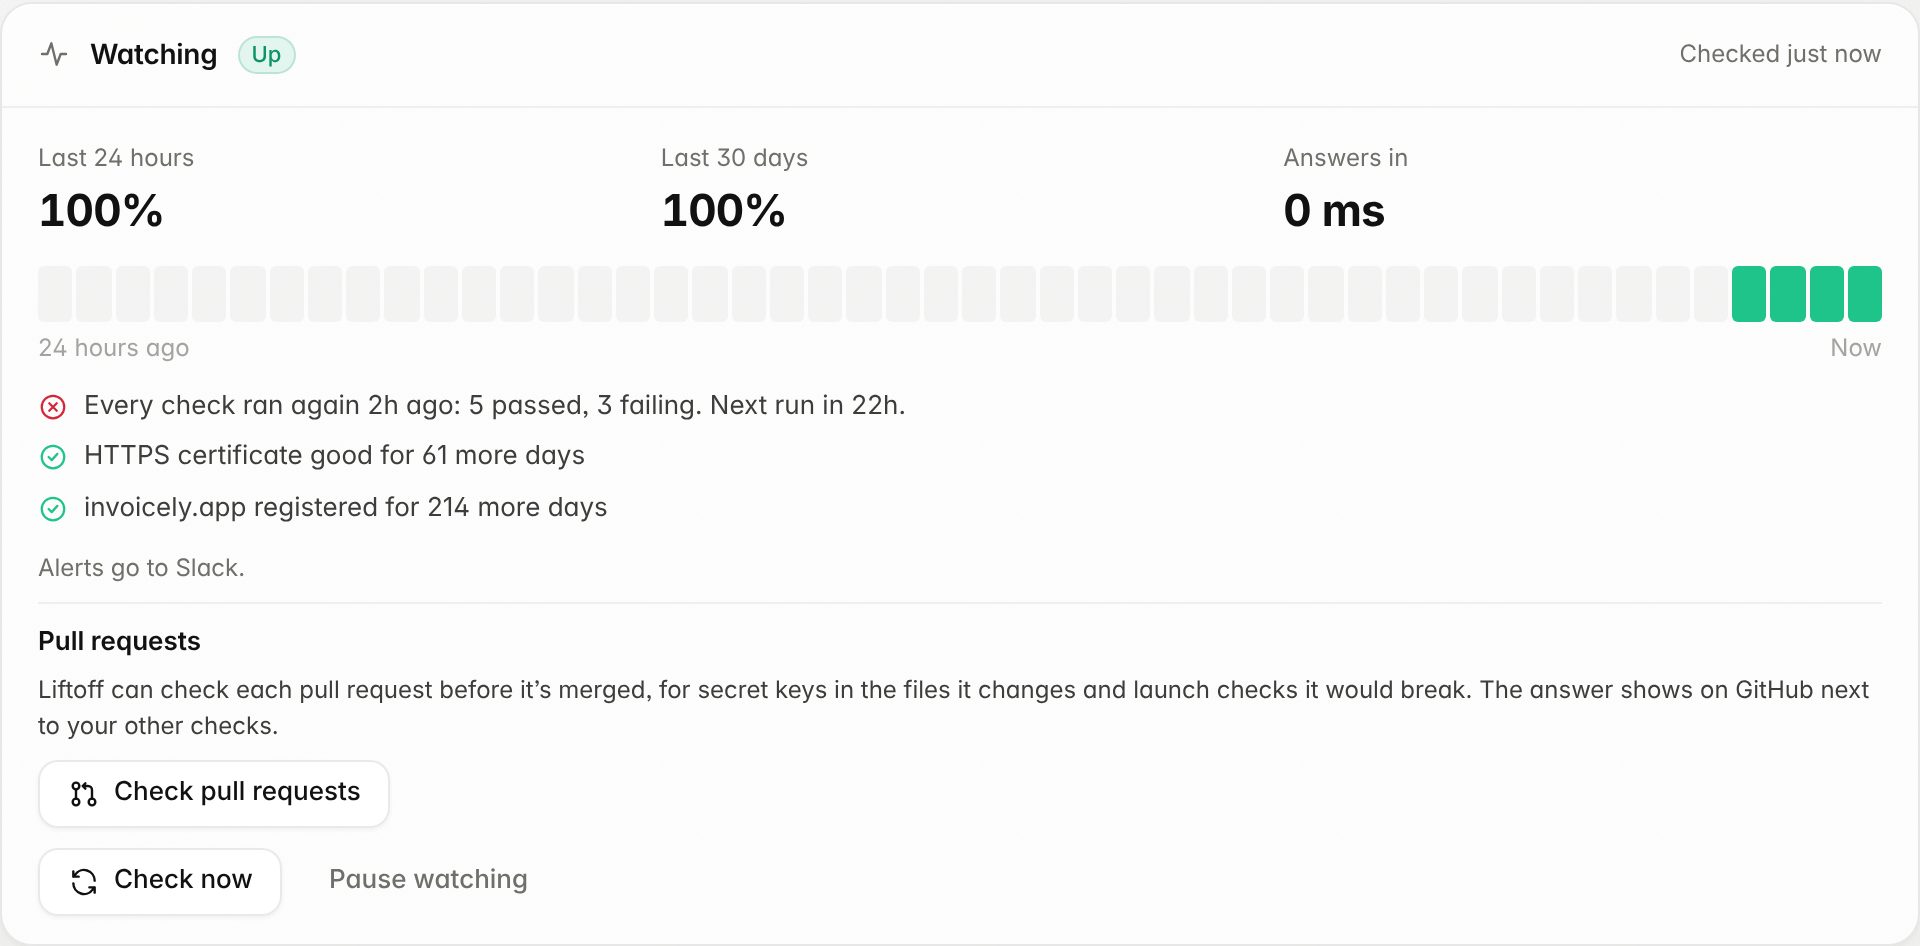 Watching
Up
Checked just now
Last 24 hours
100%
Last 30 days
100%
Answers in
0 ms
24 hours ago
Now
Every check ran again 2h ago: 5 passed, 3 failing. Next run in 22h.
HTTPS certificate good for 61 more days
invoicely.app registered for 214 more days
Alerts go to Slack.
Pull requests
Liftoff can check each pull request before it’s merged, for secret keys in the files it changes and launch checks it would break. The answer shows on GitHub next
to your other checks.
Check pull requests
Check now
Pause watching